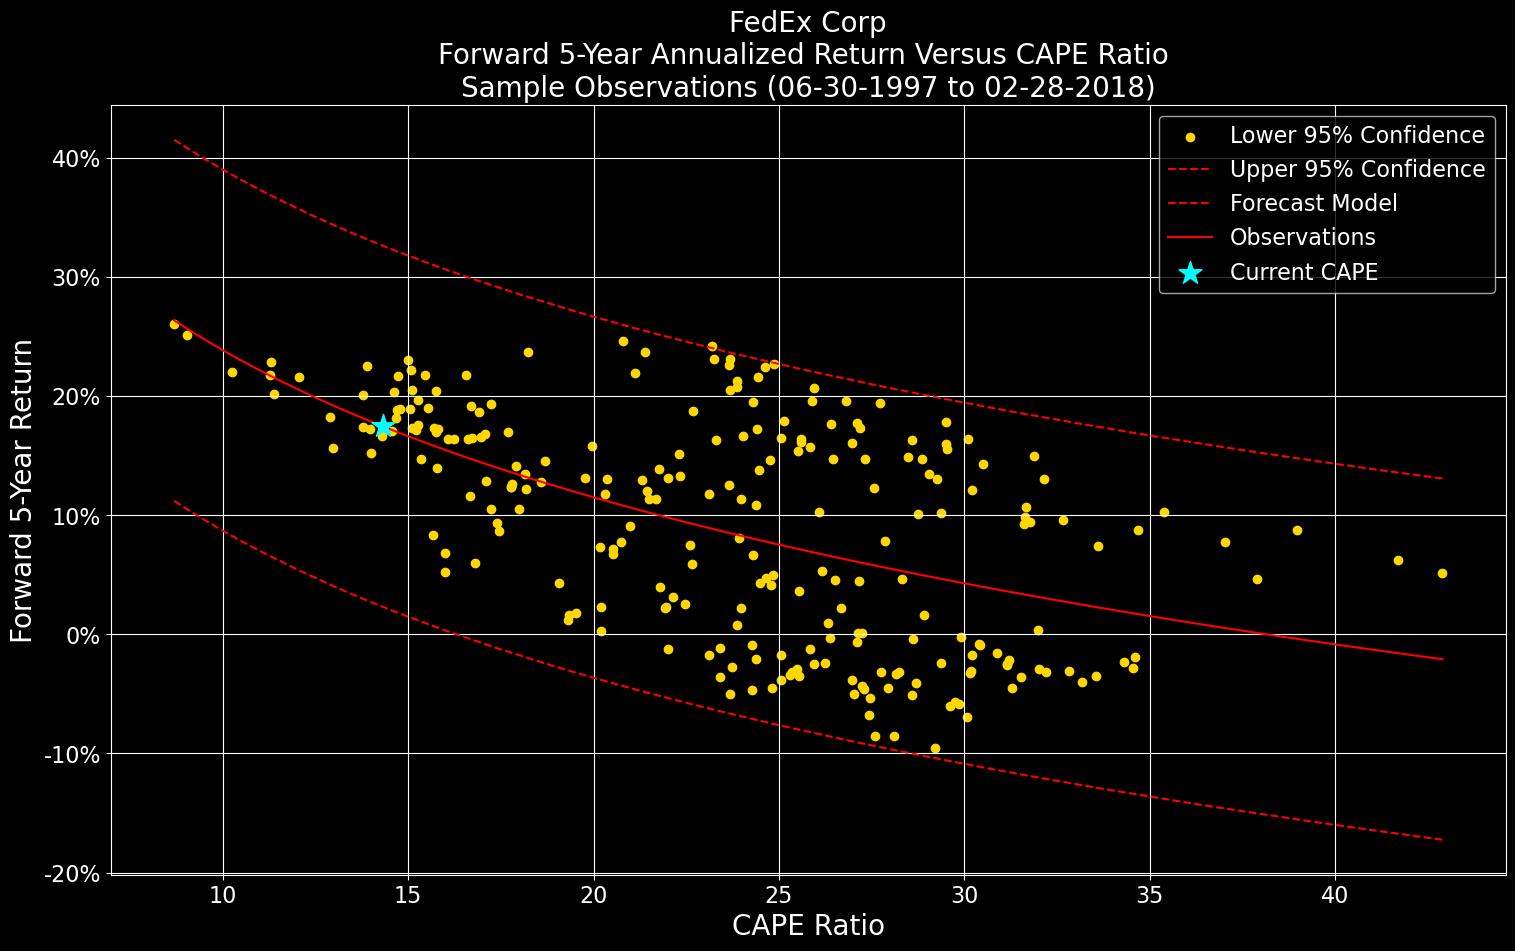 FedEx Corp
Forward 5-Year Annualized Return Versus CAPE Ratio
Sample Observations (06-30-1997 to 02-28-2018)
Lower 95% Confidence
Upper 95% Confidence
Forecast Model
Observations
Current CAPE
Forward 5-Year Return
40%
30%
20%
10%
0%
-10%
-20%
10 15 20 25 30 35 40
CAPE Ratio